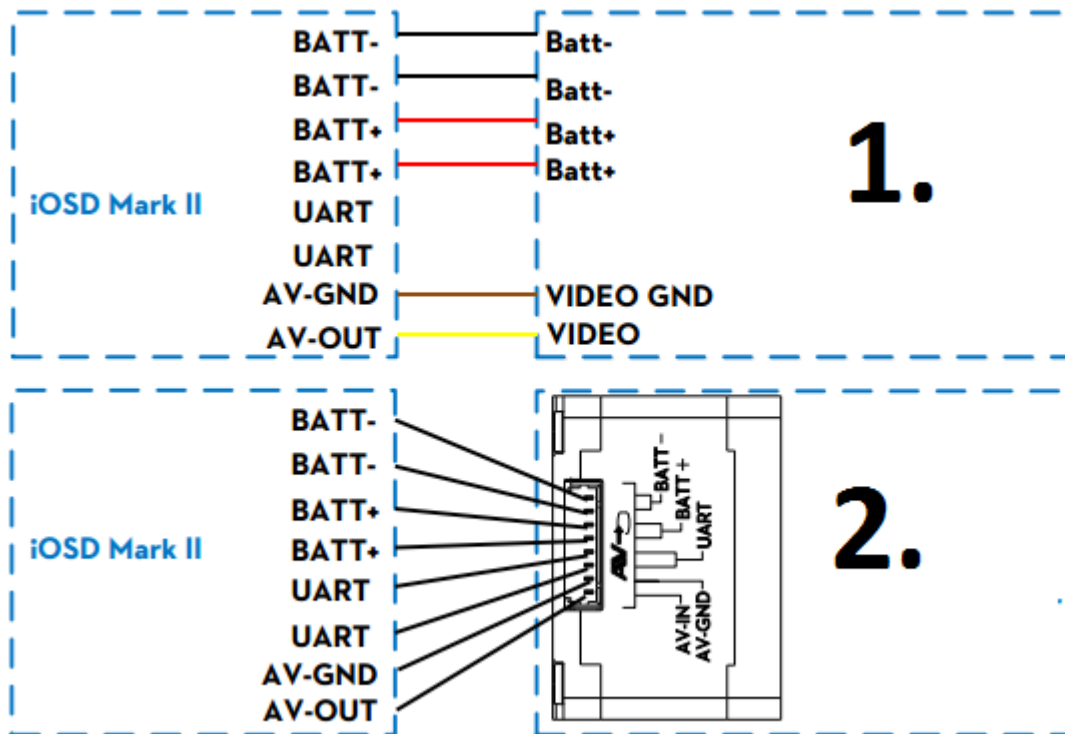 BATT- Batt-
BATT- Batt-
BATT+ Batt+
BATT+ Batt+
iOSD Mark II
1.
UART
UART
AV-GND VIDEO GND
AV-OUT VIDEO
BATT-
BATT-
BATT+
BATT+
iOSD Mark II
UART
UART
AV-GND
AV-OUT
BATT-
BATT+
UART
AV
AV-IN
AV-GND
2.